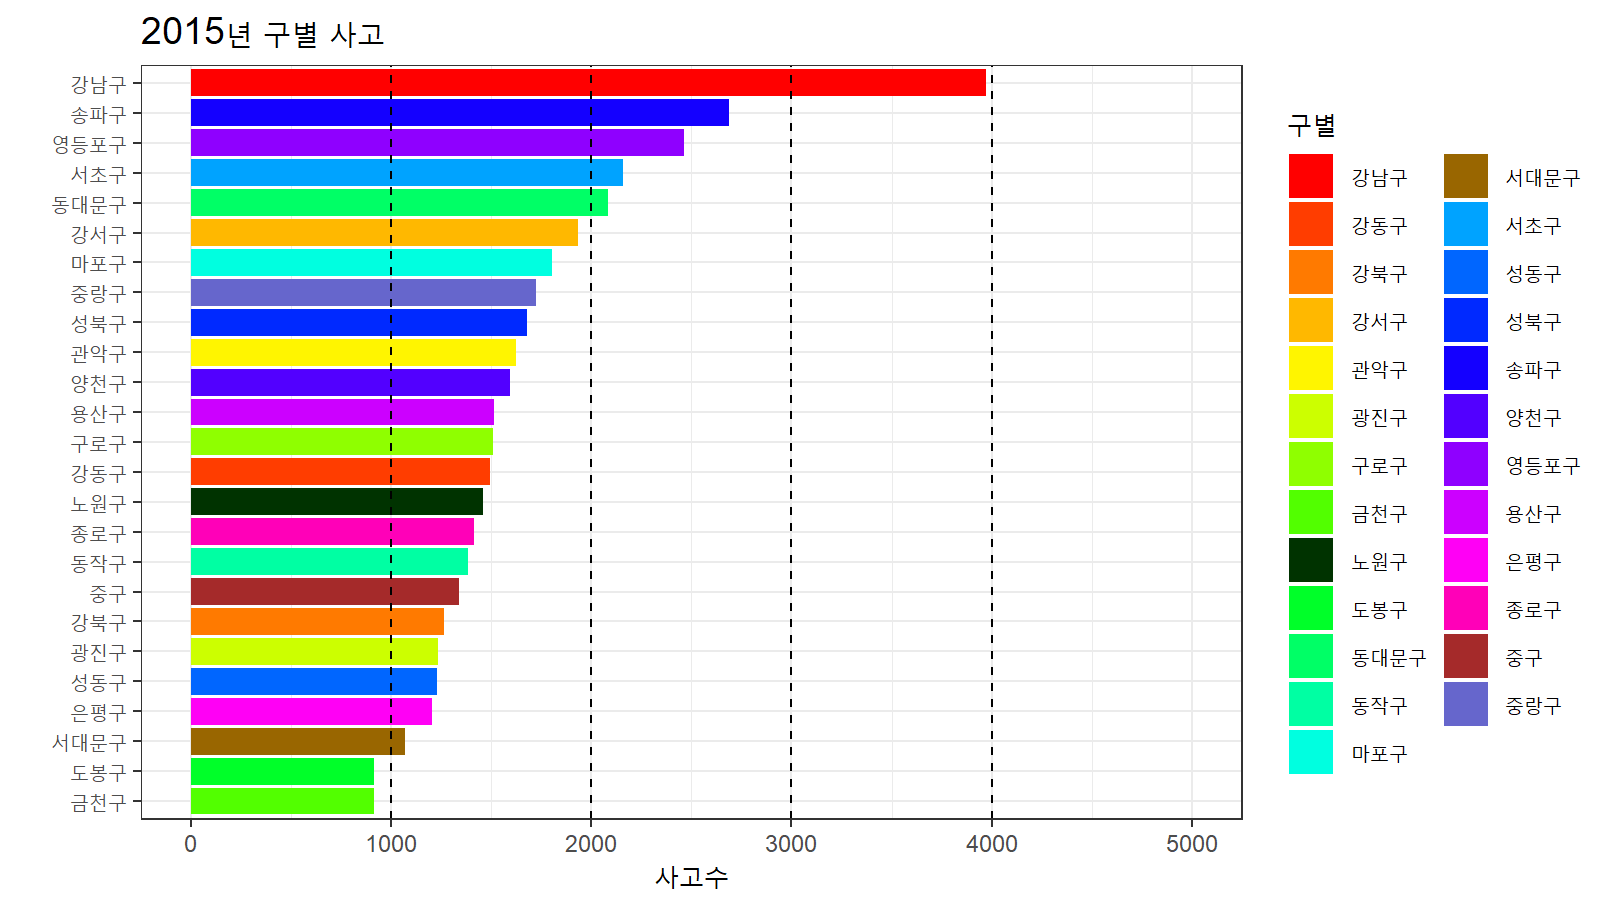 2015년 구별 사고
강남구
송파구
영등포구
서초구
동대문구
강서구
마포구
중랑구
성북구
관악구
양천구
용산구
구로구
강동구
노원구
종로구
동작구
중구
강북구
광진구
성동구
은평구
서대문구
도봉구
금천구
0 1000 2000 3000 4000 5000
사고수
구별
강남구 서대문구
강동구 서초구
강북구 성동구
강서구 성북구
관악구 송파구
광진구 양천구
구로구 영등포구
금천구 용산구
노원구 은평구
도봉구 종로구
동대문구 중구
동작구 중랑구
마포구